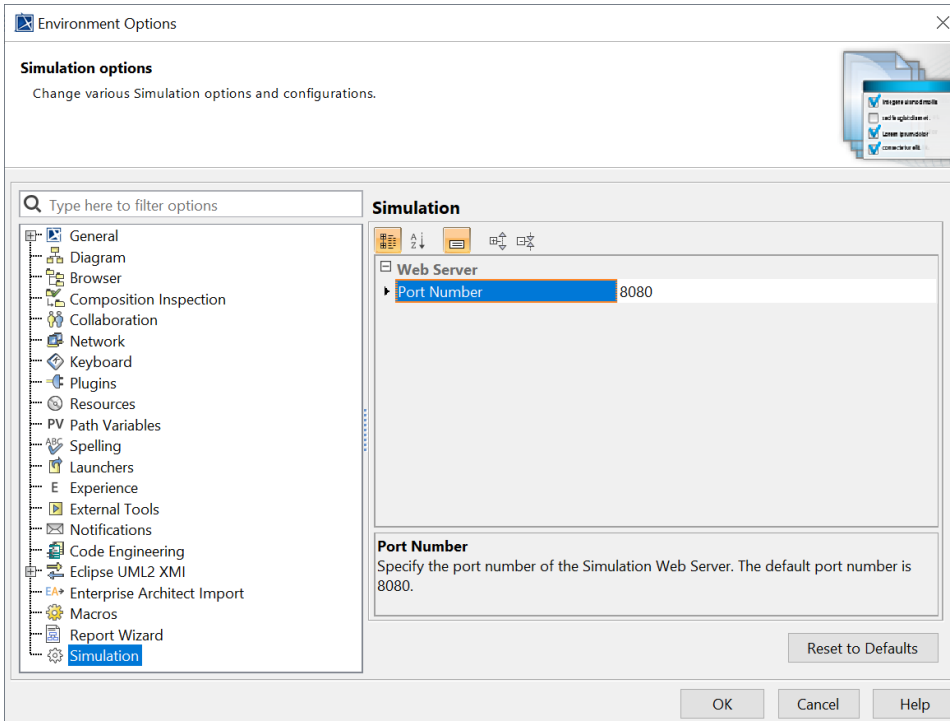 Environment Options
Simulation options
Change various Simulation options and configurations.
Type here to filter options
General
Diagram
Browser
Composition Inspection
Collaboration
Network
Keyboard
Plugins
Resources
PV Path Variables
ABC Spelling
Launchers
E Experience
External Tools
Notifications
Code Engineering
Eclipse UML2 XMI
EA Enterprise Architect Import
Macros
Report Wizard
Simulation
Simulation
A
Z
Web Server
Port Number 8080
Port Number
Specify the port number of the Simulation Web Server. The default port number is
8080.
Reset to Defaults
OK Cancel Help